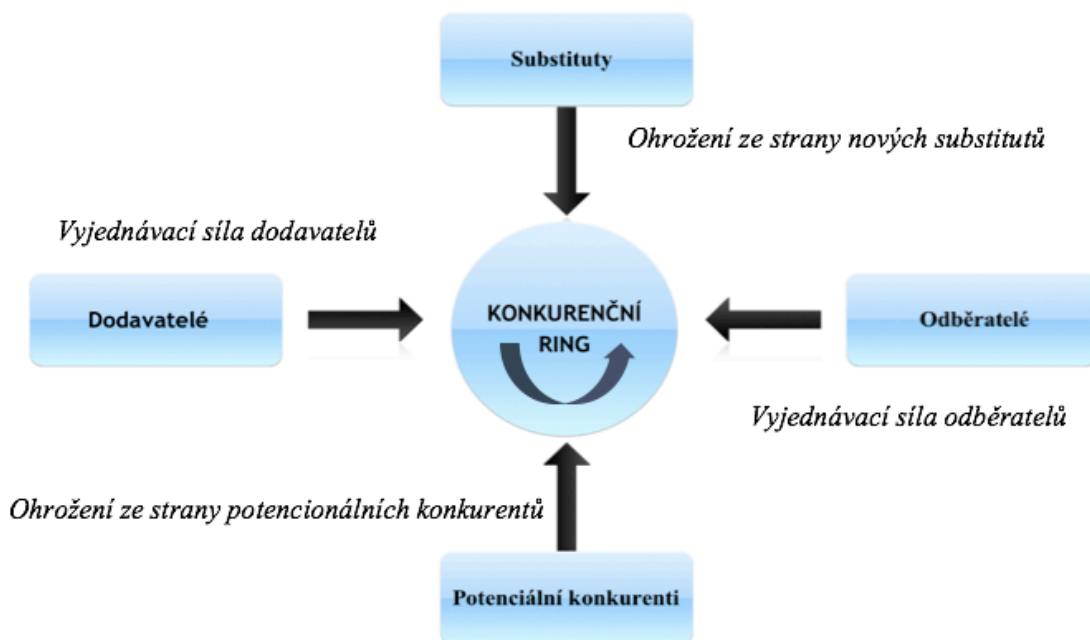 Substituty
Ohrožení ze strany nových substitutů
Vyjednávací síla dodavatelů
Dodavatelé
KONKURENČNÍ
RING
Odběratelé
Vyjednávací síla odběratelů
Ohrožení ze strany potencionálních konkurentů
Potenciální konkurenti